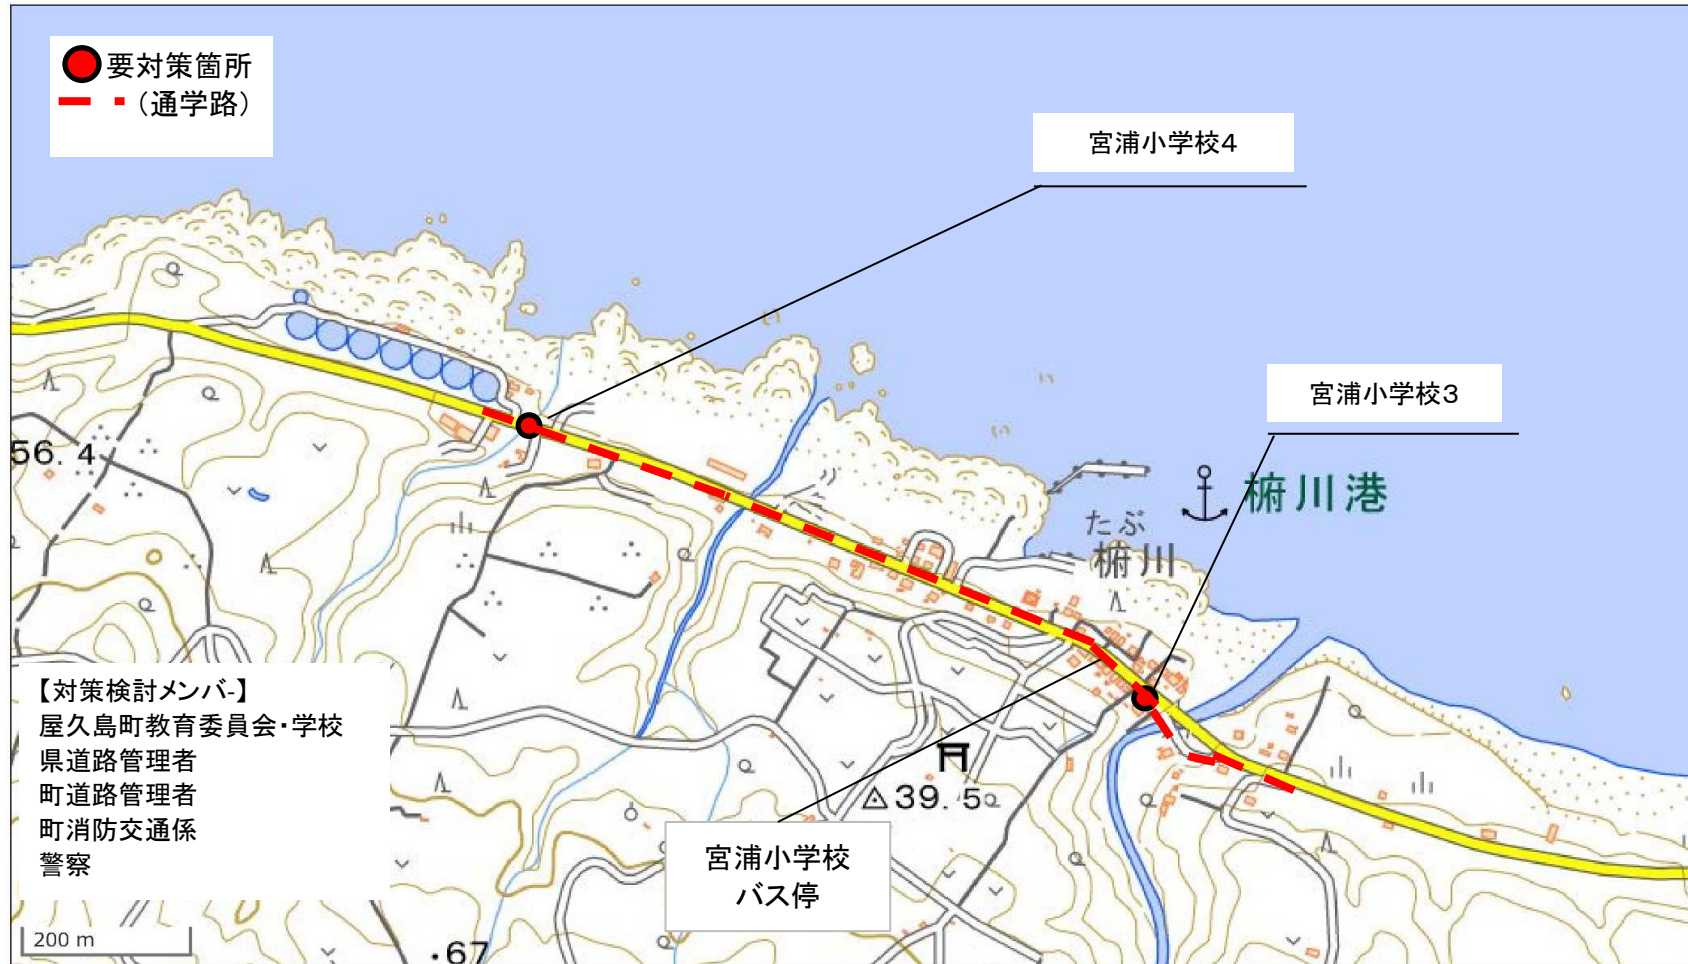 要対策箇所
(通学路)
宮浦小学校4
宮浦小学校3
56.4
たぶ
椨川
椨川港
【対策検討メンバ-】
屋久島町教育委員会・学校
県道路管理者
町道路管理者
町消防交通係
警察
39.5
宮浦小学校
バス停
200 m
・67